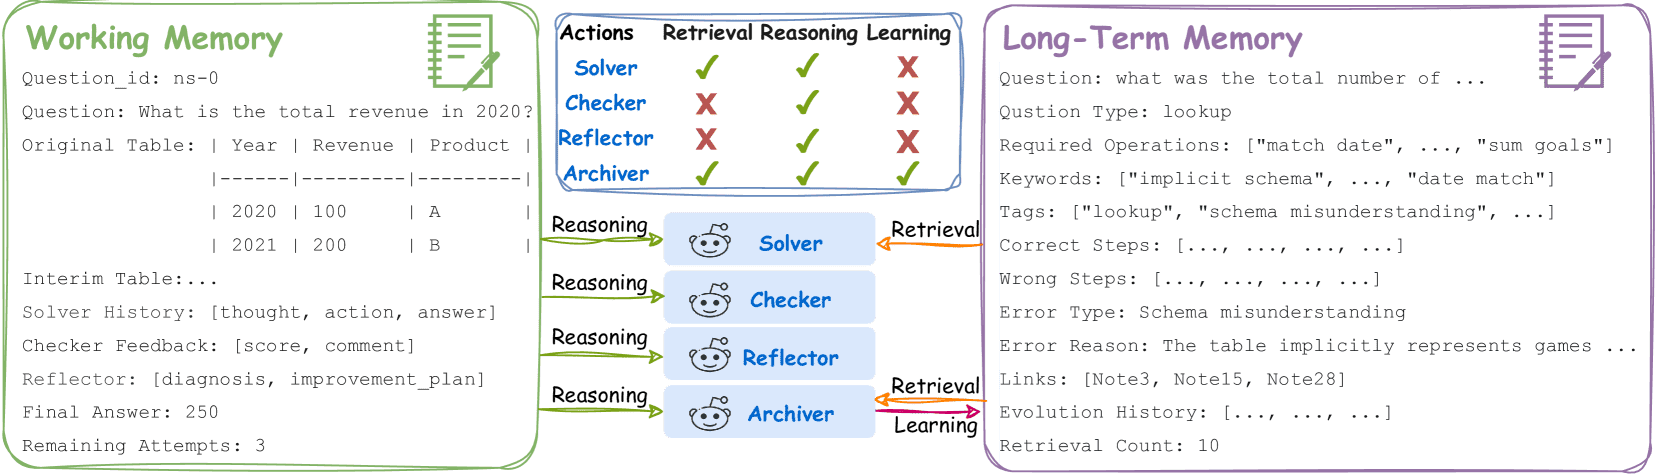 Working Memory
Question_id: ns-0
Question: What is the total revenue in 2020?
Original Table: | Year | Revenue | Product |
|------|---------|---------|
| 2020 | 100 | A |
| 2021 | 200 | B |
Interim Table:...
Solver History: [thought, action, answer]
Checker Feedback: [score, comment]
Reflector: [diagnosis, improvement_plan]
Final Answer: 250
Remaining Attempts: 3
Actions Retrieval Reasoning Learning
Solver ✓ ✓ X
Checker X ✓ X
Reflector X ✓ X
Archiver ✓ ✓ ✓
Reasoning Solver Retrieval
Reasoning Checker
Reasoning Reflector
Reasoning Archiver Retrieval
Learning
Long-Term Memory
Question: what was the total number of ...
Qustion Type: lookup
Required Operations: ["match date", ..., "sum goals"]
Keywords: ["implicit schema", ..., "date match"]
Tags: ["lookup", "schema misunderstanding", ...]
Correct Steps: [..., ..., ..., ...]
Wrong Steps: [..., ..., ..., ...]
Error Type: Schema misunderstanding
Error Reason: The table implicitly represents games ...
Links: [Note3, Note15, Note28]
Evolution History: [..., ..., ...]
Retrieval Count: 10